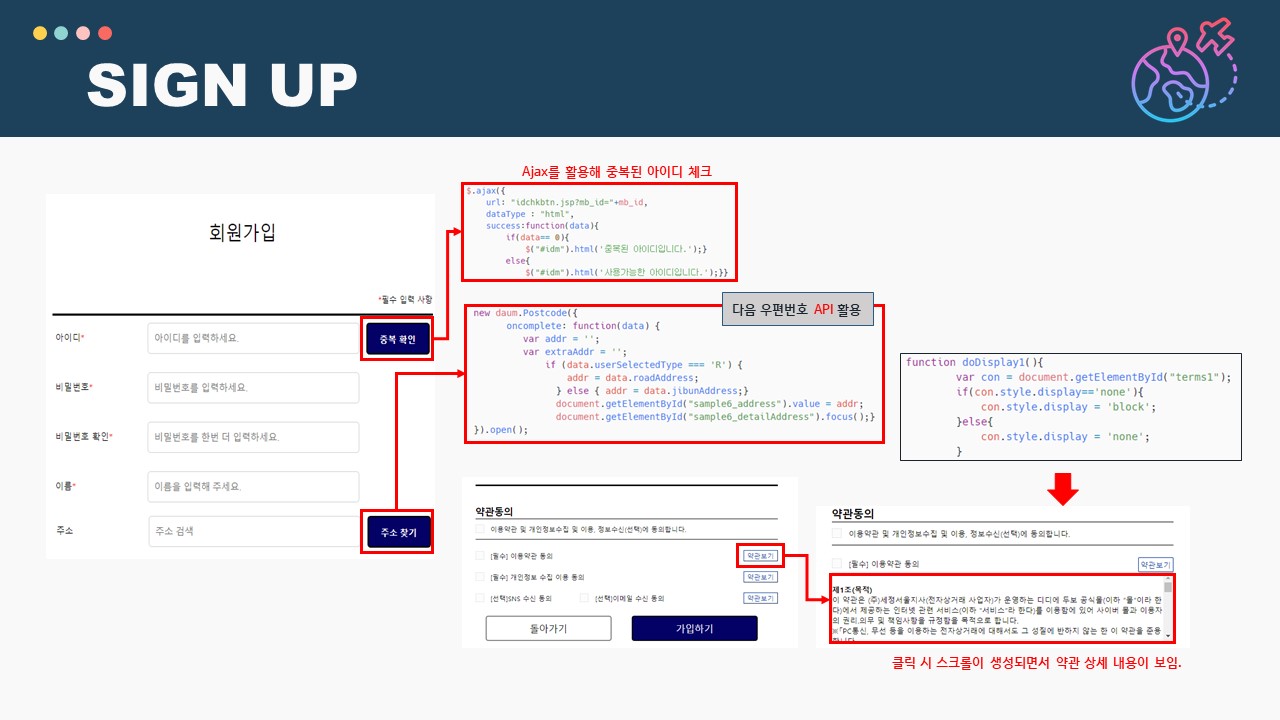 SIGN UP
회원가입
*필수 입력 사항
아이디*
아이디를 입력하세요.
중복 확인
비밀번호*
비밀번호를 입력하세요.
비밀번호 확인*
비밀번호를 한번 더 입력하세요.
이름*
이름을 입력해 주세요.
주소
주소 검색
주소 찾기
Ajax를 활용해 중복된 아이디 체크
$.ajax({
url: "idchkbtn.jsp?mb_id="+mb_id,
dataType : "html",
success:function(data){
if(data== 0){
$("#idm").html('중복된 아이디입니다.');}
else{
$("#idm").html('사용가능한 아이디입니다.');}}
다음 우편번호 API 활용
new daum.Postcode({
oncomplete: function(data) {
var addr = '';
var extraAddr = '';
if (data.userSelectedType === 'R') {
addr = data.roadAddress;
} else { addr = data.jibunAddress;}
document.getElementById("sample6_address").value = addr;
document.getElementById("sample6_detailAddress").focus();}
}).open();
function doDisplay1(){
var con = document.getElementById("terms1");
if(con.style.display=='none'){
con.style.display = 'block';
}else{
con.style.display = 'none';
}
약관동의
이용약관 및 개인정보수집 및 이용, 정보수신(선택)에 동의합니다.
[필수] 이용약관 동의
약관보기
[필수] 개인정보 수집 이용 동의
약관보기
[선택]SNS 수신 동의
[선택]이메일 수신 동의
약관보기
돌아가기
가입하기
약관동의
이용약관 및 개인정보수집 및 이용, 정보수신(선택)에 동의합니다.
[필수] 이용약관 동의
약관보기
제1조(목적)
이 약관은 (주)세정서울지사(전자상거래 사업자)가 운영하는 디디에 두보 공식몰(이하 "몰"이라 한
다)에서 제공하는 인터넷 관련 서비스(이하 "서비스"라 한다)를 이용함에 있어 사이버 몰과 이용자
의 권리,의무 및 책임사항을 규정함을 목적으로 합니다.
※「PC통신, 무선 등을 이용하는 전자상거래에 대해서도 그 성질에 반하지 않는 한 이 약관을 준용
클릭 시 스크롤이 생성되면서 약관 상세 내용이 보임.